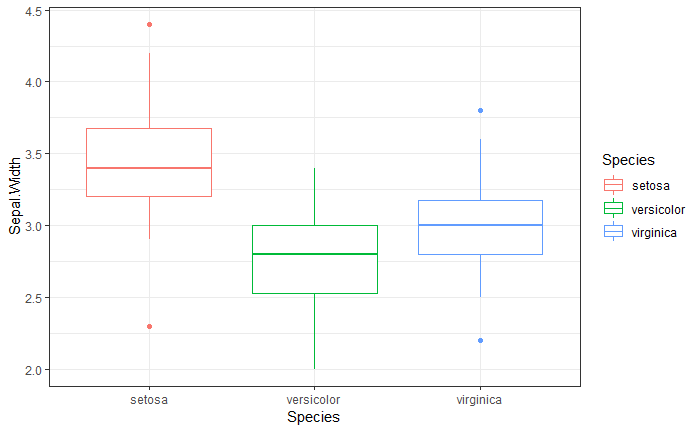 4.5
4.0
3.5
3.0
2.5
2.0
Sepal.Width
setosa
versicolor
virginica
Species
Species
setosa
versicolor
virginica